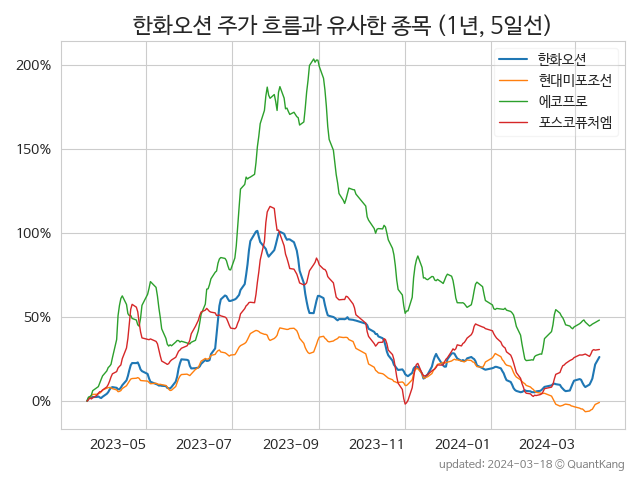 한화오션 주가 흐름과 유사한 종목 (1년, 5일선)
한화오션
현대미포조선
에코프로
포스코퓨처엠
200%
150%
100%
50%
0%
2023-05 2023-07 2023-09 2023-11 2024-01 2024-03
updated: 2024-03-18 © QuantKang